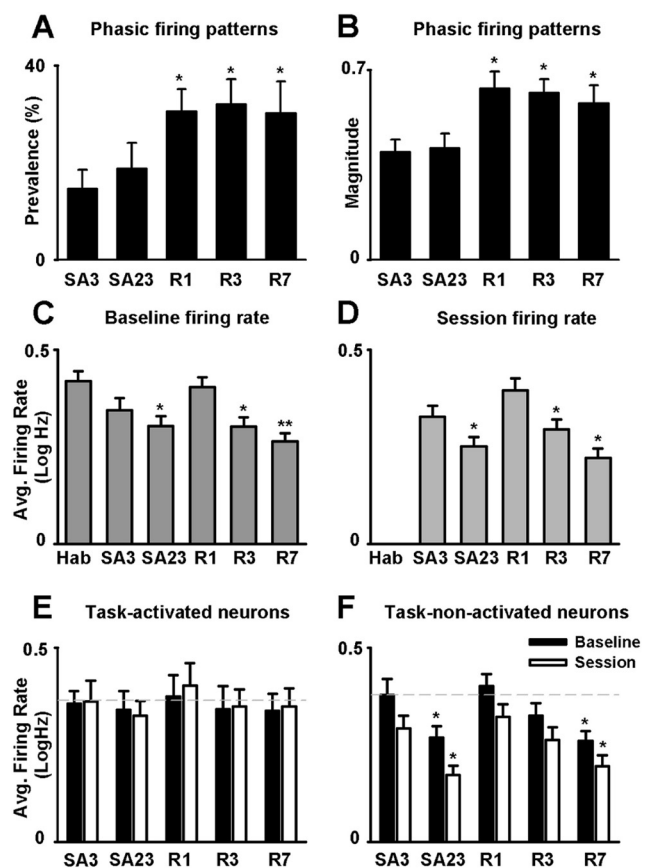 A Phasic firing patterns
Prevalence (%)
40
0
* * *
SA3 SA23 R1 R3 R7
B Phasic firing patterns
Magnitude
0.7
0
* * *
SA3 SA23 R1 R3 R7
C Baseline firing rate
Avg. Firing Rate
(Log Hz)
0.5
0
* * **
Hab SA3 SA23 R1 R3 R7
D Session firing rate
0.5
0
* * *
Hab SA3 SA23 R1 R3 R7
E Task-activated neurons
Avg. Firing Rate
(LogHz)
0.5
0
SA3 SA23 R1 R3 R7
F Task-non-activated neurons
0.5
0
Baseline
Session
* * * *
SA3 SA23 R1 R3 R7